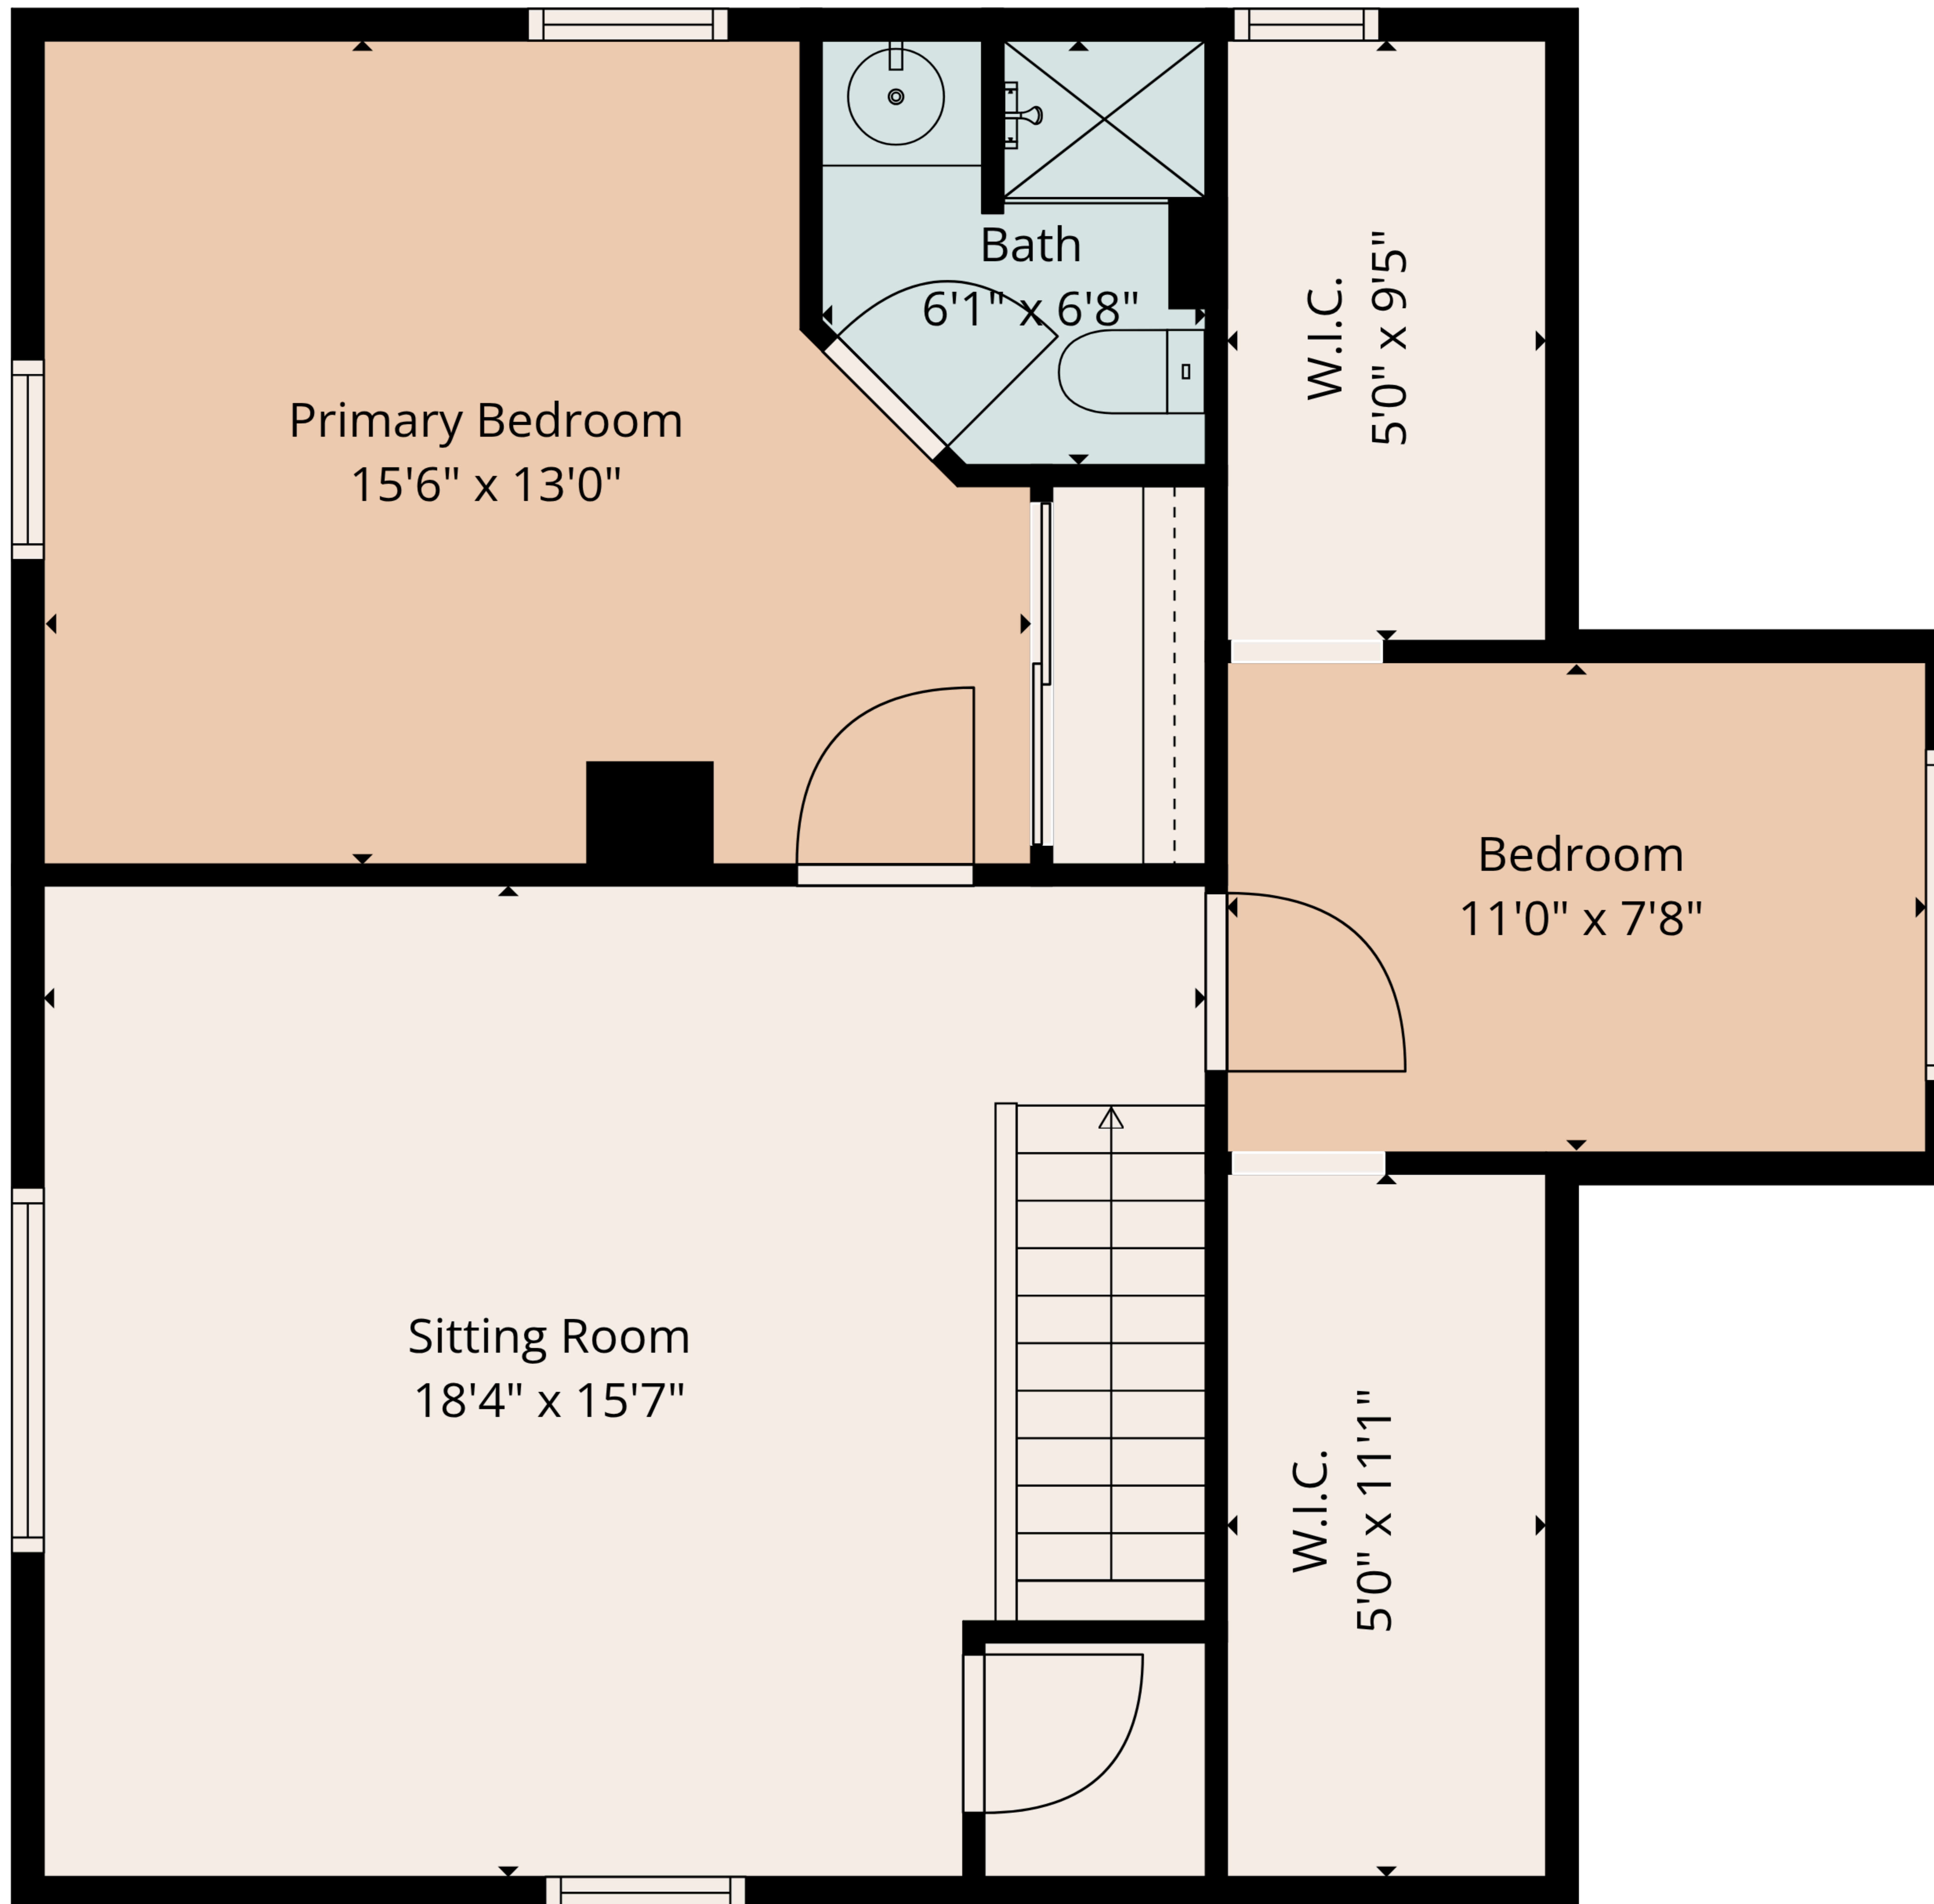 Bath
6'1" x 6'8"
W.I.C.
5'0" x 9'5"
Primary Bedroom
15'6" x 13'0"
Bedroom
11'0" x 7'8"
Sitting Room
18'4" x 15'7"
W.I.C.
5'0" x 11'1"